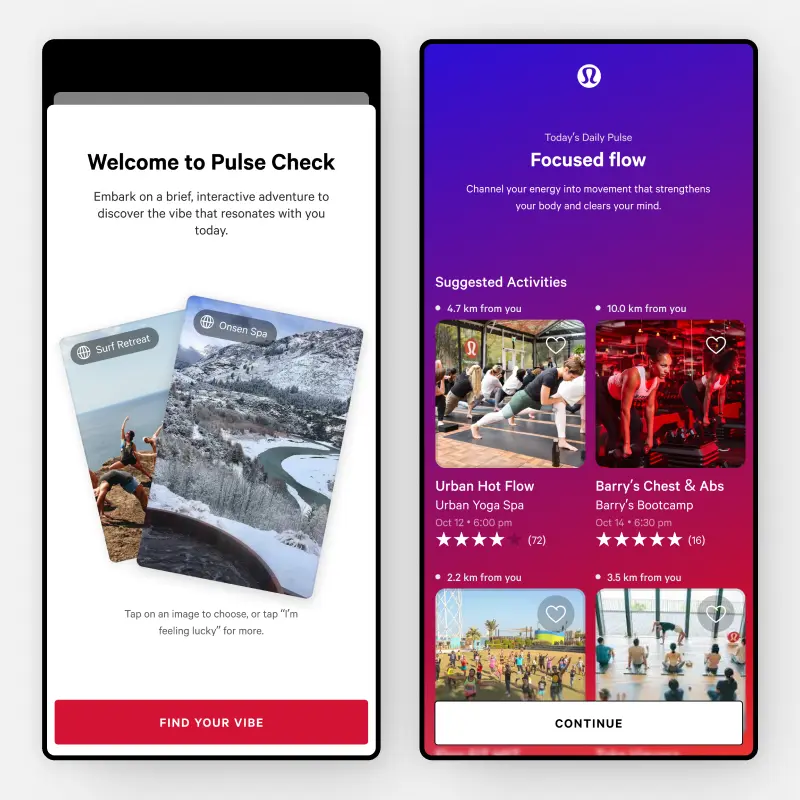 Welcome to Pulse Check
Embark on a brief, interactive adventure to
discover the vibe that resonates with you
today.
Surf Retreat
Onsen Spa
Tap on an image to choose, or tap “I’m
feeling lucky” for more.
FIND YOUR VIBE
Today’s Daily Pulse
Focused flow
Channel your energy into movement that strengthens
your body and clears your mind.
Suggested Activities
4.7 km from you
10.0 km from you
Urban Hot Flow
Urban Yoga Spa
Oct 12 • 6:00 pm
(72)
Barry’s Chest & Abs
Barry’s Bootcamp
Oct 14 • 6:30 pm
(16)
2.2 km from you
3.5 km from you
CONTINUE